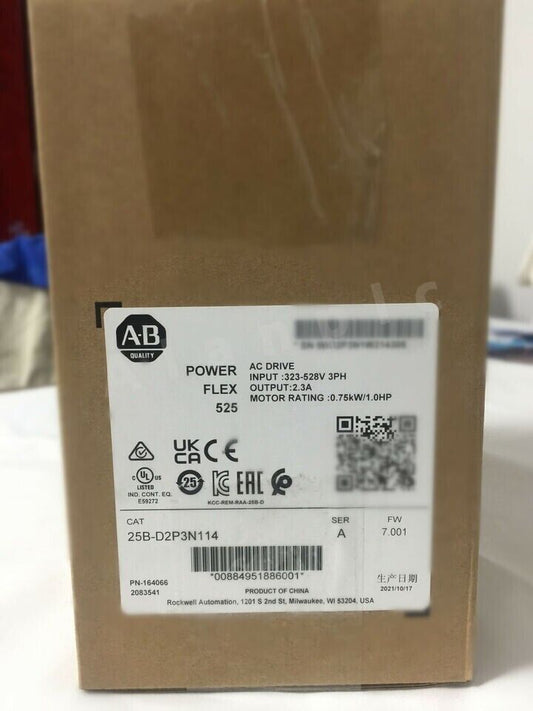 A-B
QUALITY
POWER
FLEX
525
AC DRIVE
INPUT :323-528V 3PH
OUTPUT:2.3A
MOTOR RATING :0.75kW/1.0HP
UK
CA CE
C UL US
LISTED
IND. CONT. EQ.
E59272
25
EAC
KCC-REM-RAA-25B-D
CAT
25B-D2P3N114
SER
A
FW
7.001
*00884951886001*
PN-164066
2083541
PRODUCT OF CHINA
Rockwell Automation, 1201 S 2nd St, Milwaukee, WI 53204, USA
生产日期
2021/10/17